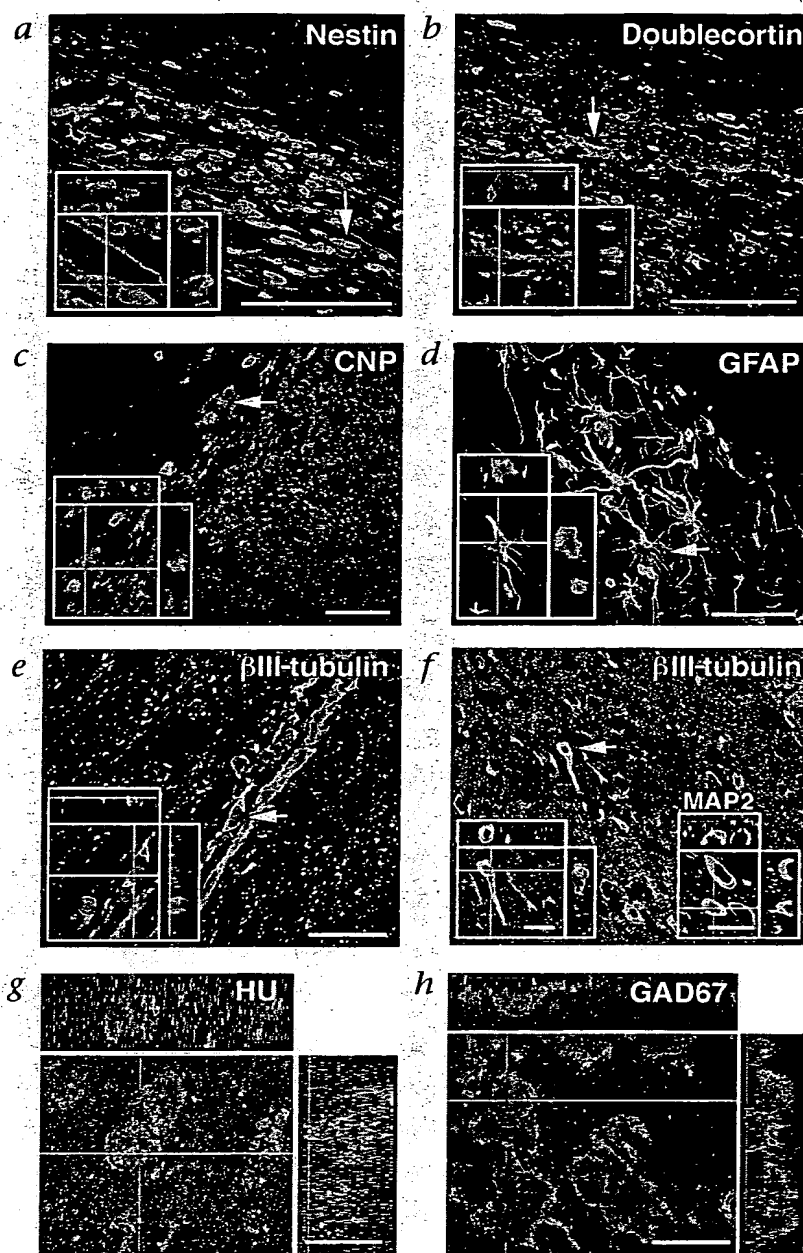 a Nestin
b Doublecortin
c CNP
d GFAP
e βIII-tubulin
f βIII-tubulin
MAP2
g HU
h GAD67